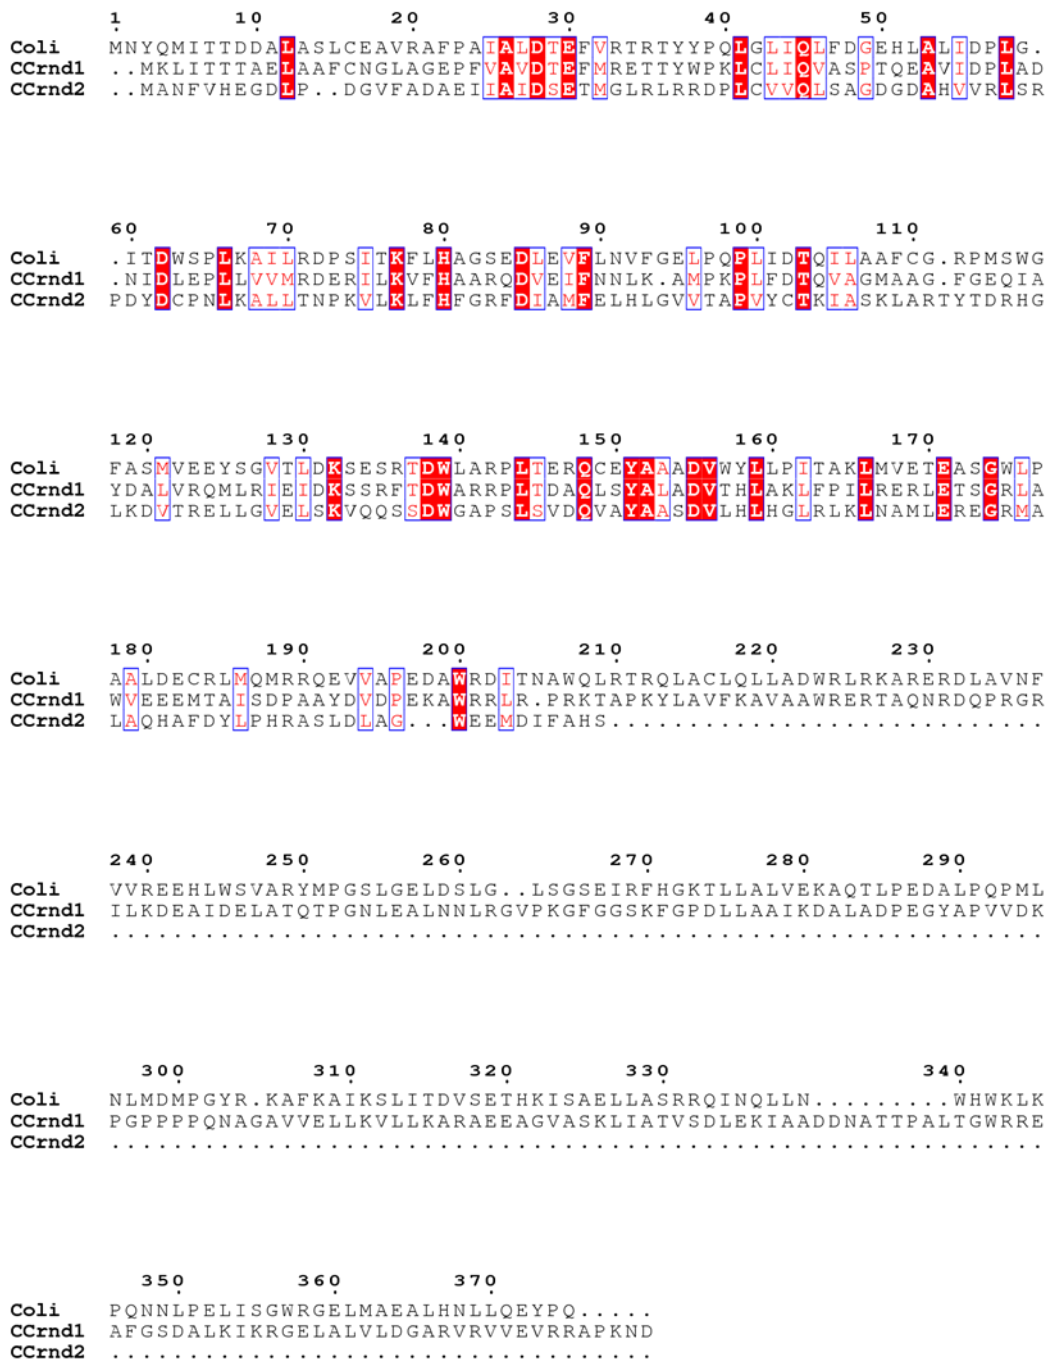 1 10 20 30 40 50
Coli MNYQMITTDDALASLCEAVRAFPAIALDTEFVRTRTYYPQLGLIQLFDGEHLALIDPLG.
CCrnd1 ..MKLITTTAELAAFCNGLAGEPFVAVDTEFMRETTYWPKLCLIQVASPTQEAVIDPLAD
CCrnd2 ..MANFVHEGDLP..DGVFADAEIIAIDSETMGLRLRRDPLCVVQLSAGDGDAHVVRLSR
60 70 80 90 100 110
Coli .ITDWSPLKAILRDPSITKFLHAGSEDLEVFLNVFGELPQPLIDTQILAAFCG.RPMSWG
CCrnd1 .NIDLEPLLVVMRDERILKVFHAARQDVEIFNNLK.AMPKPLFDTQVAGMAAG.FGEQIA
CCrnd2 PDYDCPNLKALLTNPKVLKLFHFGRFDIAMFELHLGVVTAPVYCTKIASKLARTYTDRHG
120 130 140 150 160 170
Coli FASMVEEYSGVTLDKSESRTDWLARPLTERQCEYAAADVWYLLPITAKLMVETEASGWLP
CCrnd1 YDALVRQMLRIEIDKSSRFTDWARRPLTDAQLSYALADVTHLAKLFPILRERLETSGRLA
CCrnd2 LKDVTRELLGVELSKVQQSSDWGAPSLSVDQVAYAASDVLHLHGLRLKLNAMLEREGRMA
180 190 200 210 220 230
Coli AALDECRLMQMRRQEVVAPEDAWRDITNAWQLRTRQLACLQLLADWRLRKARERDLAVNF
CCrnd1 WVEEEMTAISDPAAYDVDPEKAWRRLR.PRKTAPKYLAVFKAVAAWRERTAQNRDQPRGR
CCrnd2 LAQHAFDYLPHRASLDLAG...WEEMDIFAHS............................
240 250 260 270 280 290
Coli VVREEHLWSVARYMPGSLGELDSLG..LSGSEIRFHGKTLLALVEKAQTLPEDALPQPML
CCrnd1 ILKDEAIDELATQTPGNLEALNNLRGVPKGFGGSKFGPDLLAAIKDALADPEGYAPVVDK
CCrnd2 ............................................................
300 310 320 330 340
Coli NLMDMPGYR.KAFKAIKSLITDVSETHKISAELLASRRQINQLLN.........WHWKLK
CCrnd1 PGPPPPPQNAGAVVELLKVLLKARAEEAGVASKLIATVSDLEKIAADDNATTPALTGWRRE
CCrnd2 ............................................................
350 360 370
Coli PQNNLPELISGWRGELMAEALHNLLQEYPQ.....
CCrnd1 AFGSDALKIKRGELALVLDGARVRVVEVRRAPKND
CCrnd2 ...................................